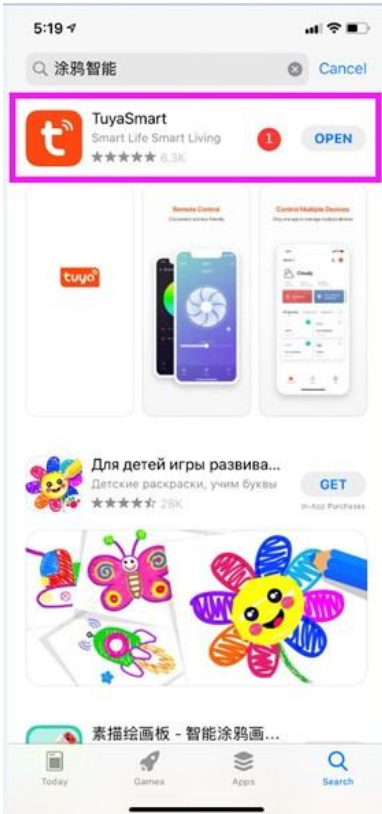 5:19
涂鸦智能
Cancel
TuyaSmart
Smart Life Smart Living
1
OPEN
★★★★★ 6.3K
tuya
Remote Control
Control Multiple Devices
Cloudy
Для детей игры развива...
Детские раскраски, учим буквы
GET
28K
In-App Purchases
素描绘画板 - 智能涂鸦画...
Today
Games
Apps
Search